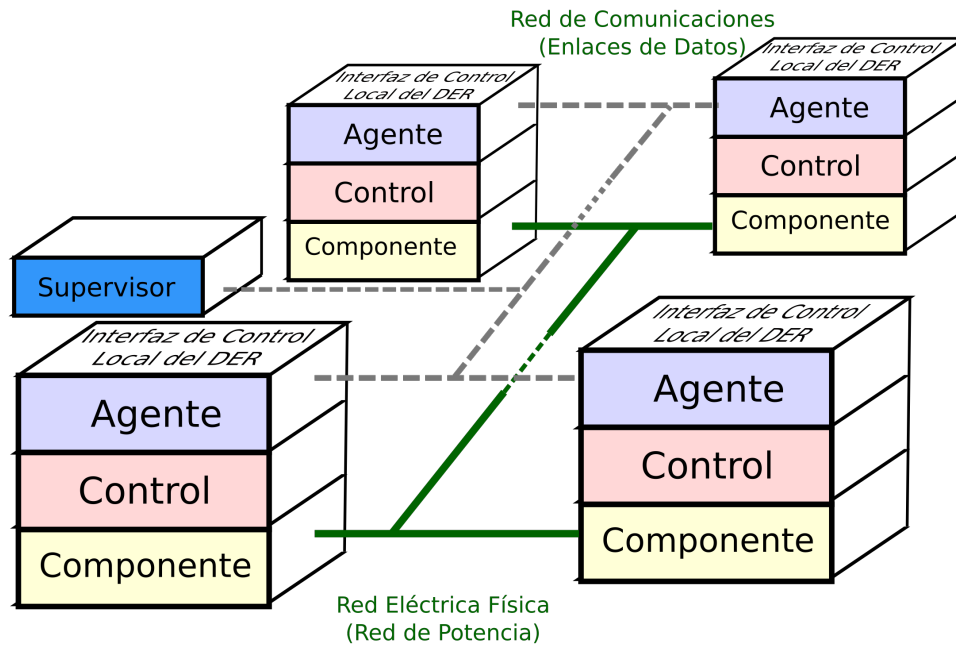 Red de Comunicaciones
(Enlaces de Datos)
Interfaz de Control
Local del DER
Agente
Control
Componente
Interfaz de Control
Local del DER
Agente
Control
Componente
Supervisor
Interfaz de Control
Local del DER
Agente
Control
Componente
Interfaz de Control
Local del DER
Agente
Control
Componente
Red Eléctrica Física
(Red de Potencia)